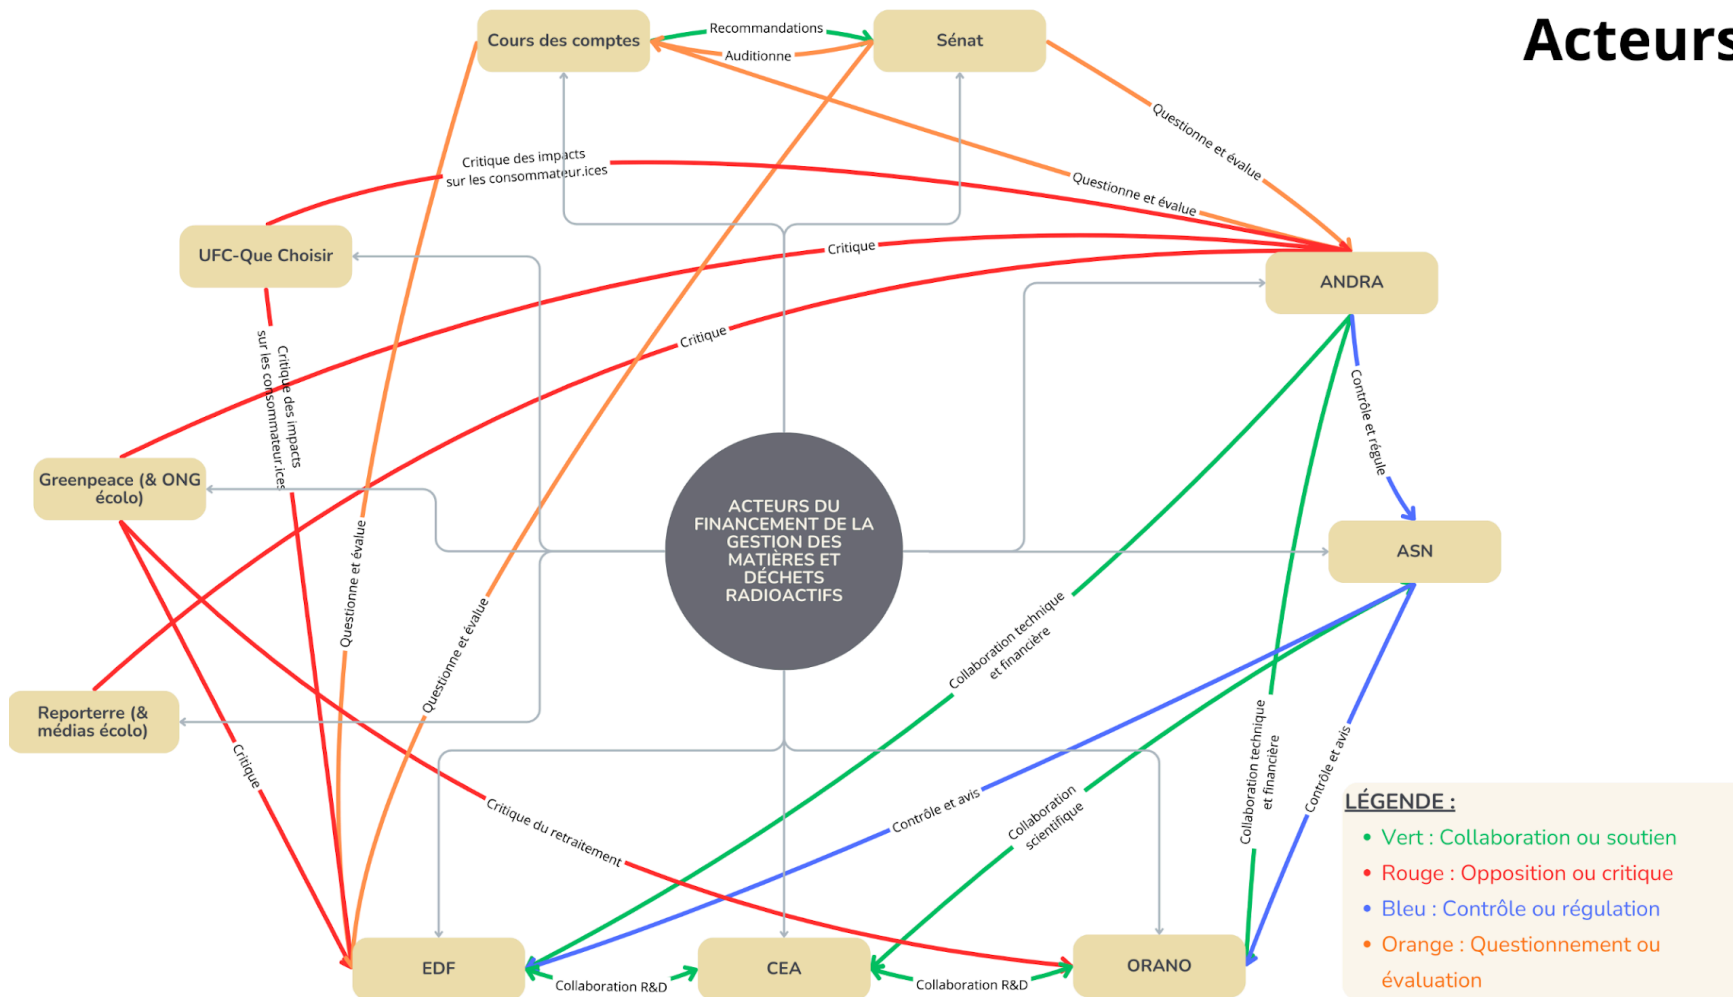 Acteurs
Cours des comptes
Recommandations
Auditionne
Sénat
Questionne et évalue
Questionne et évalue
Critique des impacts
sur les consommateur.ices
UFC-Que Choisir
Critique
ANDRA
Critique
Critique des impacts
sur les consommateur.ices
Contrôle et régule
Greenpeace (& ONG
écolo)
ACTEURS DU
FINANCEMENT DE LA
GESTION DES
MATIÈRES ET
DÉCHETS
RADIOACTIFS
ASN
Questionne et évalue
Questionne et évalue
Collaboration technique
et financière
Reporterre (&
médias écolo)
Critique
Critique du retraitement
Contrôle et avis
Collaboration
scientifique
Collaboration technique
et financière
Contrôle et avis
EDF
Collaboration R&D
CEA
Collaboration R&D
ORANO
LÉGENDE :
• Vert : Collaboration ou soutien
• Rouge : Opposition ou critique
• Bleu : Contrôle ou régulation
• Orange : Questionnement ou
évaluation